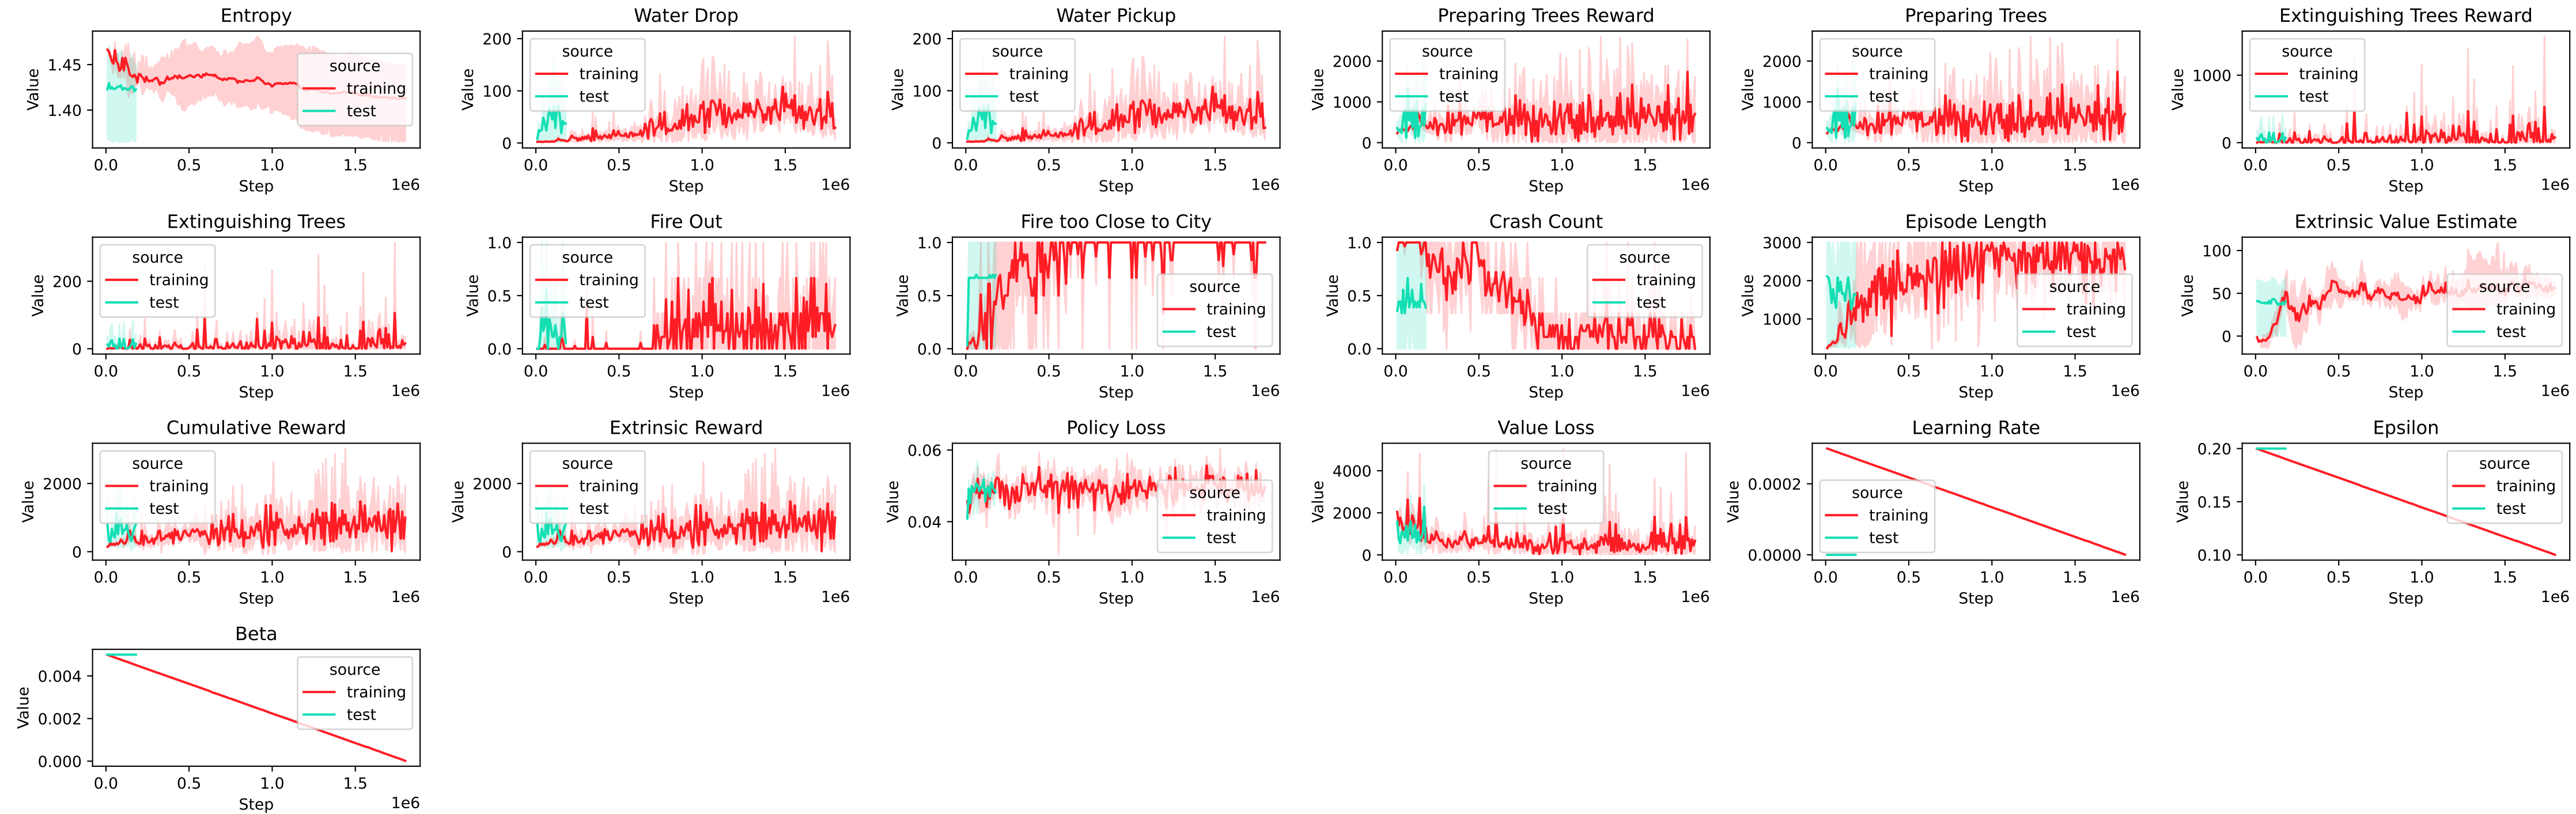 Entropy
Value
1.45
1.40
source
training
test
0.0 0.5 1.0 1.5
Step
1e6
Water Drop
Value
200
100
0
source
training
test
0.0 0.5 1.0 1.5
Step
1e6
Water Pickup
Value
200
100
0
source
training
test
0.0 0.5 1.0 1.5
Step
1e6
Preparing Trees Reward
Value
2000
1000
0
source
training
test
0.0 0.5 1.0 1.5
Step
1e6
Preparing Trees
Value
2000
1000
0
source
training
test
0.0 0.5 1.0 1.5
Step
1e6
Extinguishing Trees Reward
Value
1000
0
source
training
test
0.0 0.5 1.0 1.5
Step
1e6
Extinguishing Trees
Value
200
0
source
training
test
0.0 0.5 1.0 1.5
Step
1e6
Fire Out
Value
1.0
0.5
0.0
source
training
test
0.0 0.5 1.0 1.5
Step
1e6
Fire too Close to City
Value
1.0
0.5
0.0
source
training
test
0.0 0.5 1.0 1.5
Step
1e6
Crash Count
Value
1.0
0.5
0.0
source
training
test
0.0 0.5 1.0 1.5
Step
1e6
Episode Length
Value
3000
2000
1000
source
training
test
0.0 0.5 1.0 1.5
Step
1e6
Extrinsic Value Estimate
Value
100
50
0
source
training
test
0.0 0.5 1.0 1.5
Step
1e6
Cumulative Reward
Value
2000
0
source
training
test
0.0 0.5 1.0 1.5
Step
1e6
Extrinsic Reward
Value
2000
0
source
training
test
0.0 0.5 1.0 1.5
Step
1e6
Policy Loss
Value
0.06
0.04
source
training
test
0.0 0.5 1.0 1.5
Step
1e6
Value Loss
Value
4000
2000
0
source
training
test
0.0 0.5 1.0 1.5
Step
1e6
Learning Rate
Value
0.0002
0.0000
source
training
test
0.0 0.5 1.0 1.5
Step
1e6
Epsilon
Value
0.20
0.15
0.10
source
training
test
0.0 0.5 1.0 1.5
Step
1e6
Beta
Value
0.004
0.002
0.000
source
training
test
0.0 0.5 1.0 1.5
Step
1e6